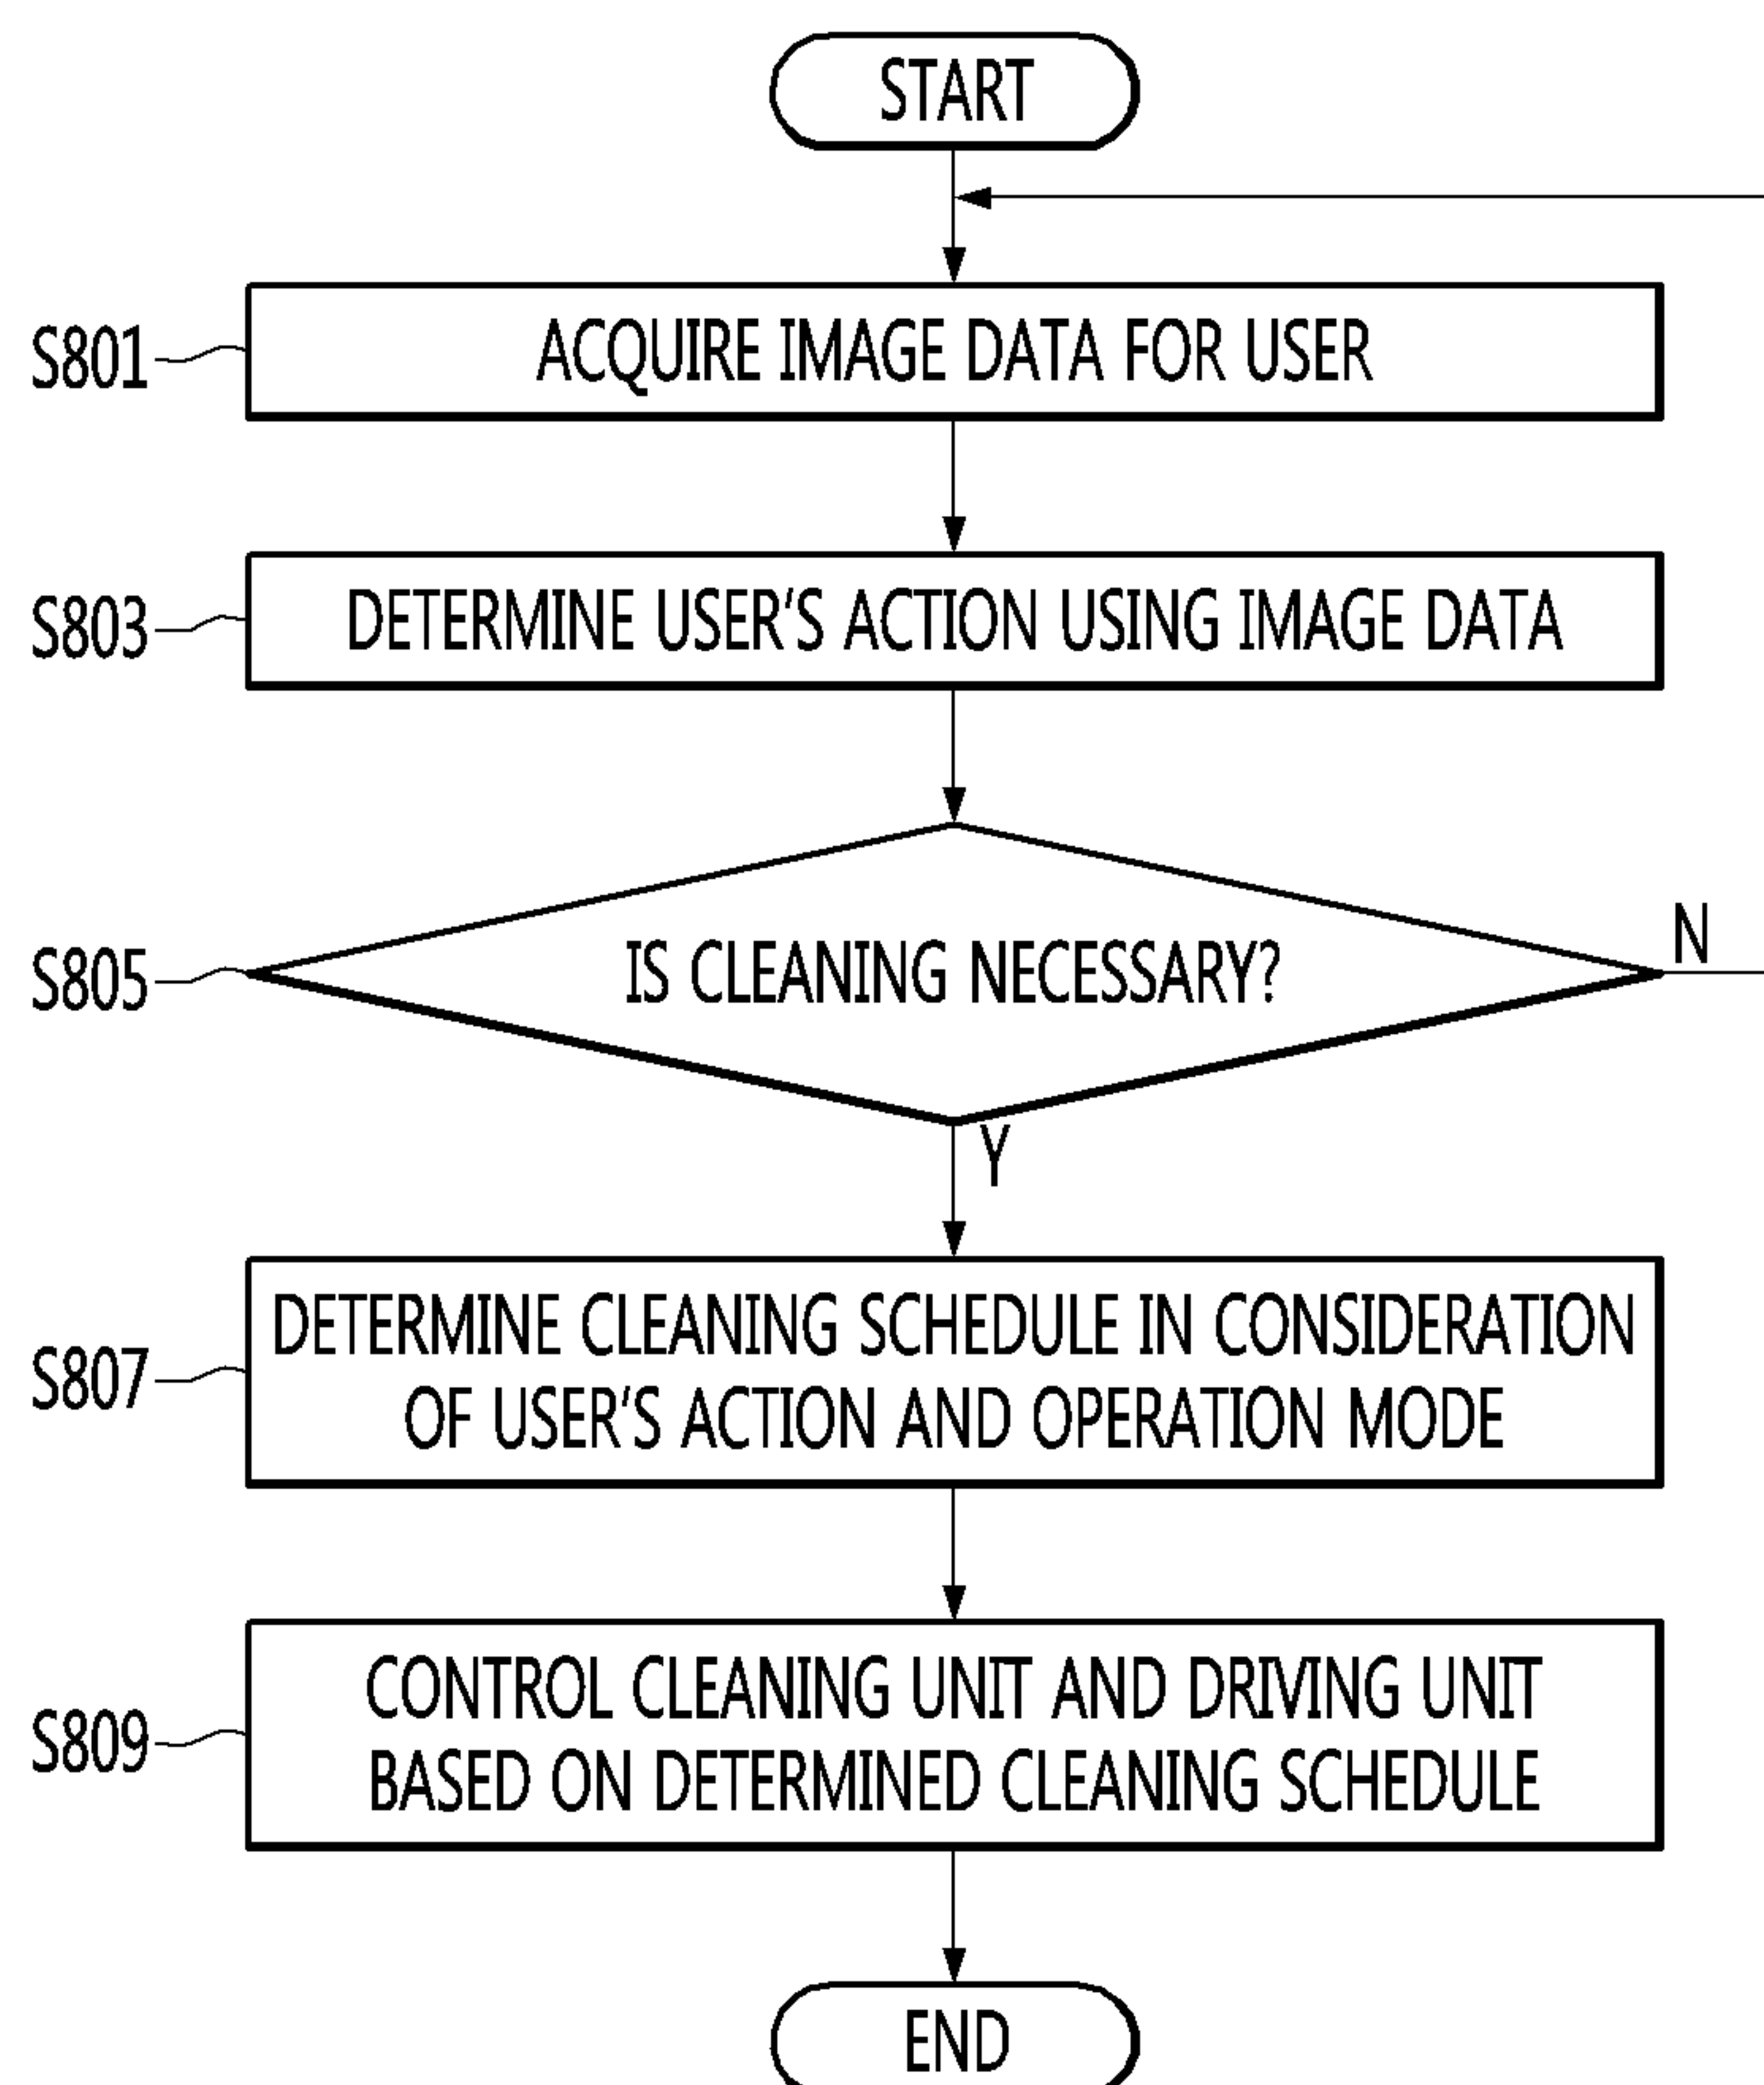 START
S801
ACQUIRE IMAGE DATA FOR USER
S803
DETERMINE USER'S ACTION USING IMAGE DATA
S805
IS CLEANING NECESSARY?
N
Y
S807
DETERMINE CLEANING SCHEDULE IN CONSIDERATION
OF USER'S ACTION AND OPERATION MODE
S809
CONTROL CLEANING UNIT AND DRIVING UNIT
BASED ON DETERMINED CLEANING SCHEDULE
END